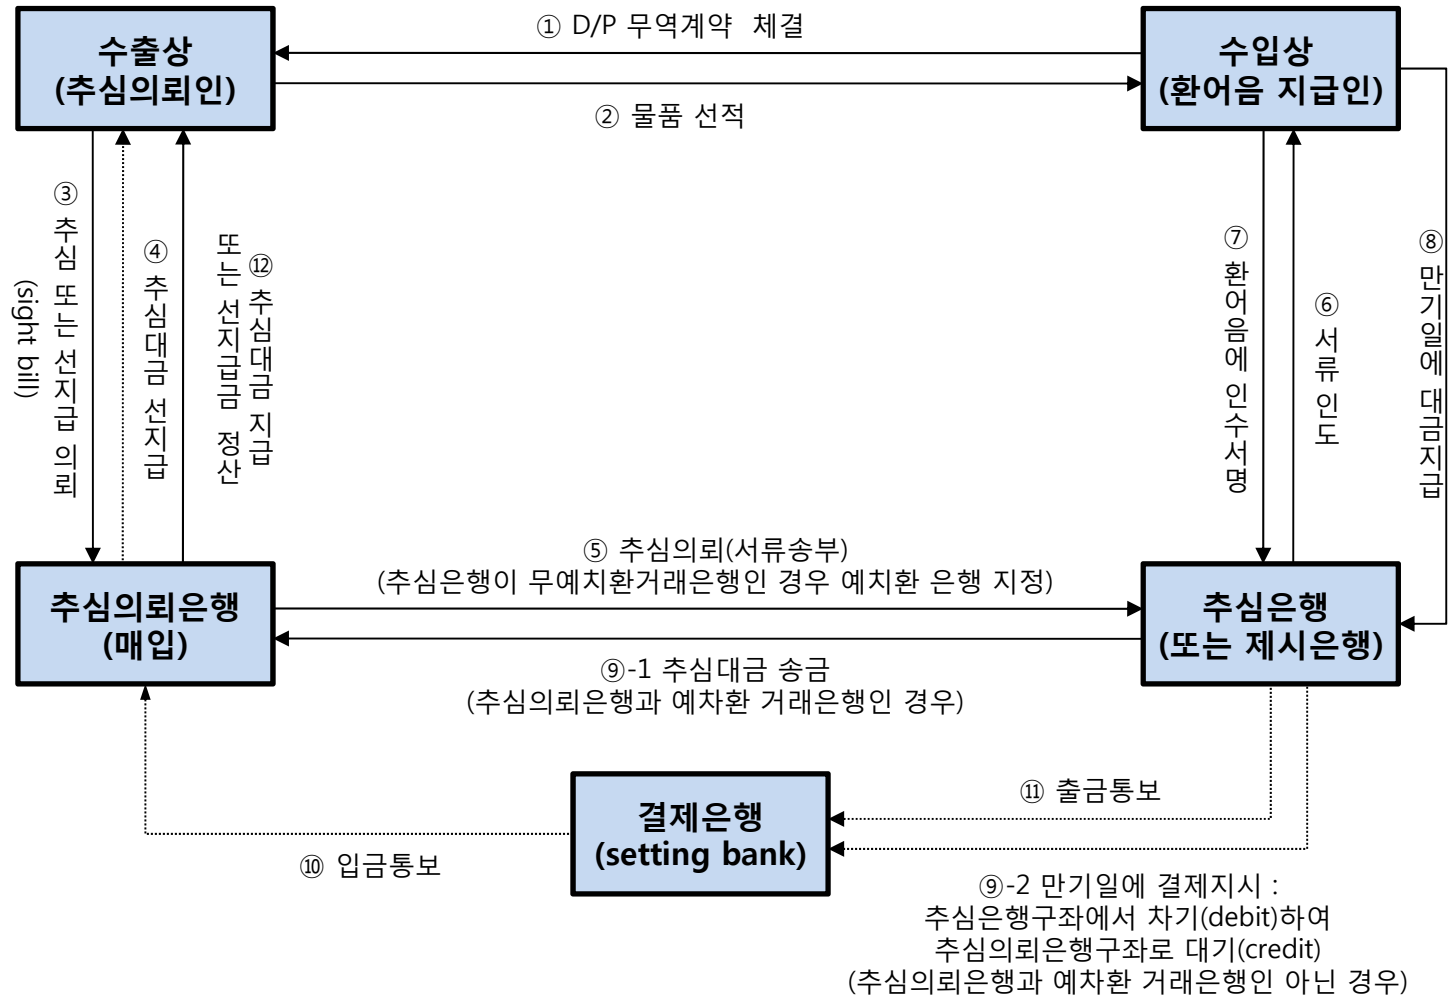 ① D/P 무역계약 체결
수출상
(추심의뢰인)
수입상
(환어음 지급인)
② 물품 선적
③ 추심 또는 선지급 의뢰
(sight bill)
④ 추심대금 선지급
⑫ 추심대금 지급
또는 선지급금 정산
⑦ 환어음에 인수서명
⑥ 서류 인도
⑧ 만기일에 대금지급
⑤ 추심의뢰(서류송부)
(추심은행이 무예치환거래은행인 경우 예치환 은행 지정)
추심의뢰은행
(매입)
추심은행
(또는 제시은행)
⑨-1 추심대금 송금
(추심의뢰은행과 예차환 거래은행인 경우)
결제은행
(setting bank)
⑪ 출금통보
⑩ 입금통보
⑨-2 만기일에 결제지시 :
추심은행구좌에서 차기(debit)하여
추심의뢰은행구좌로 대기(credit)
(추심의뢰은행과 예차환 거래은행인 아닌 경우)